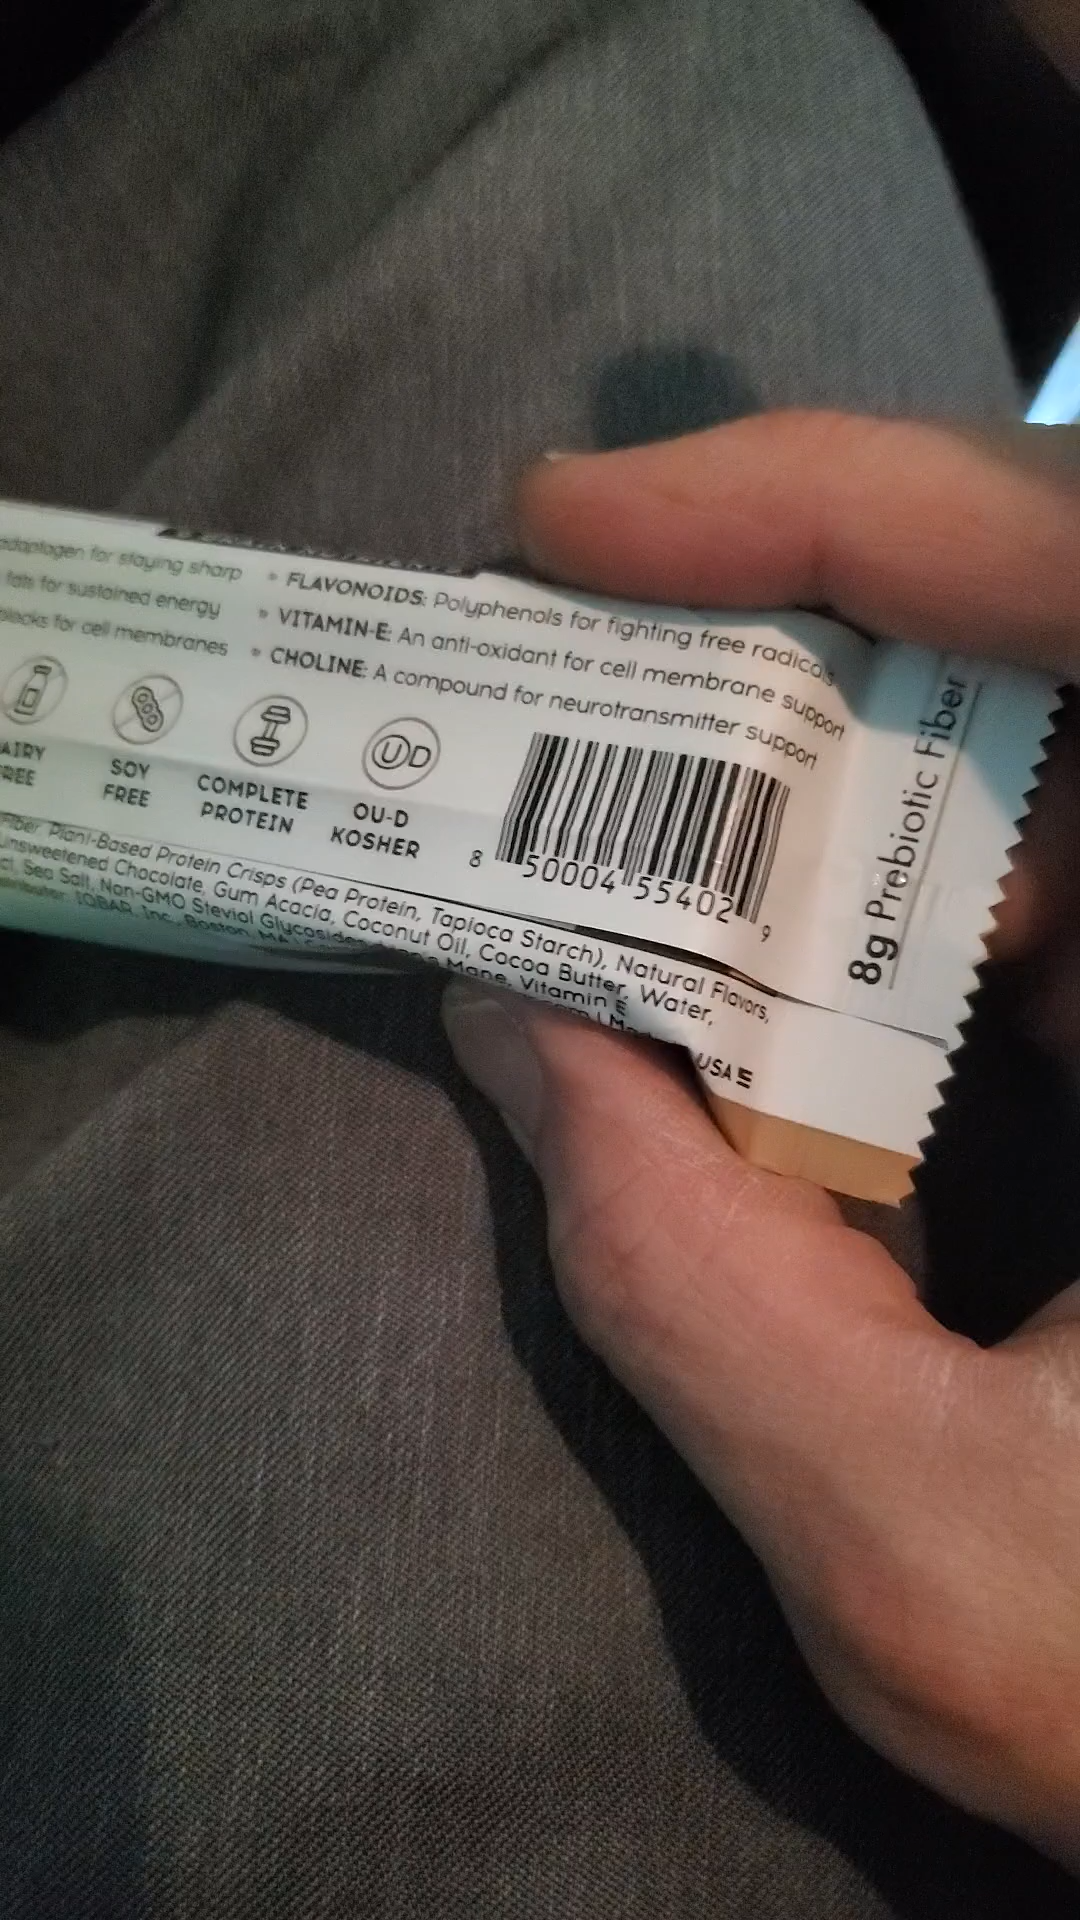 adaptogen for staying sharp
fats for sustained energy
blocks for cell membranes
» FLAVONOIDS: Polyphenols for fighting free radicals
» VITAMIN-E: An anti-oxidant for cell membrane support
» CHOLINE: A compound for neurotransmitter support
AIRY
REE
SOY
FREE
COMPLETE
PROTEIN
UD
OU-D
KOSHER
8 50004 55402 9
8g Prebiotic Fiber
Fiber, Plant-Based Protein Crisps (Pea Protein, Tapioca Starch), Natural Flavors,
Unsweetened Chocolate, Gum Acacia, Coconut Oil, Cocoa Butter, Water,
Sea Salt, Non-GMO Steviol Glycosides Mane, Vitamin E
IQBAR, Inc., Boston, MA | USA